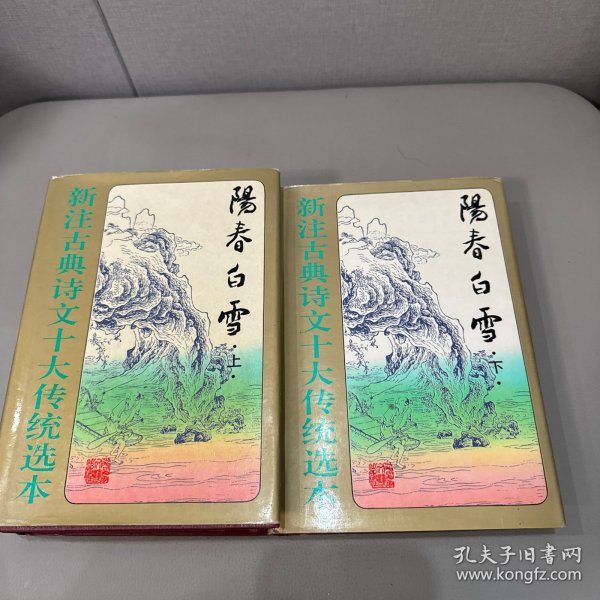 新注古典诗文十大传统选本
陽春白雪
·上·
新注古典诗文十大传统选本
陽春白雪
·下·
孔夫子旧书网
www.kongfz.com